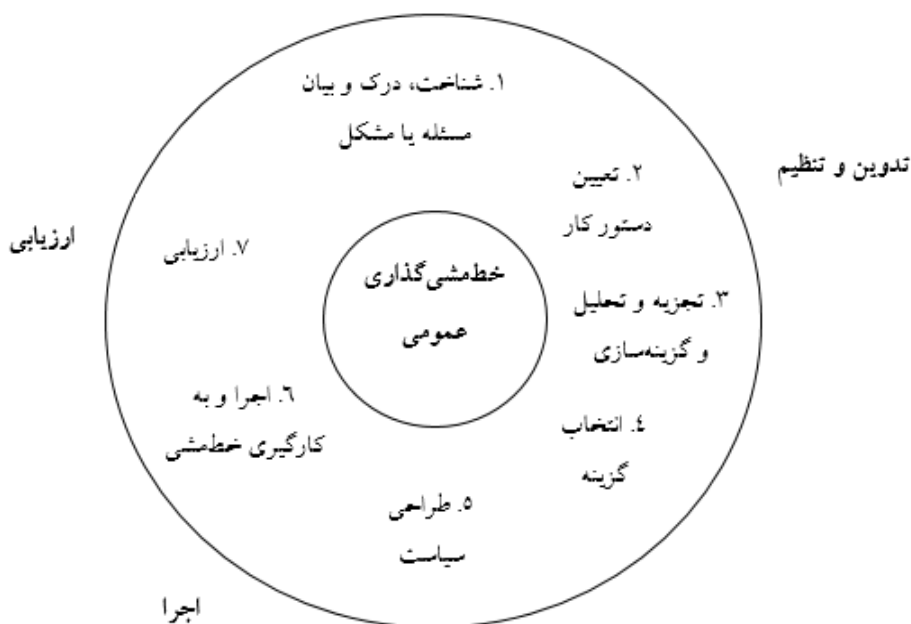 ۱. شناخت، درک و بیان
مسئله یا مشکل
تدوین و تنظیم
۲. تعیین
دستور کار
۳. تجزیه و تحلیل
و گزینه‌سازی
۴. انتخاب
گزینه
۵. طراحی
سیاست
اجرا
۶. اجرا و به
کارگیری خط‌مشی
۷. ارزیابی
ارزیابی
خط‌مشی‌گذاری
عمومی